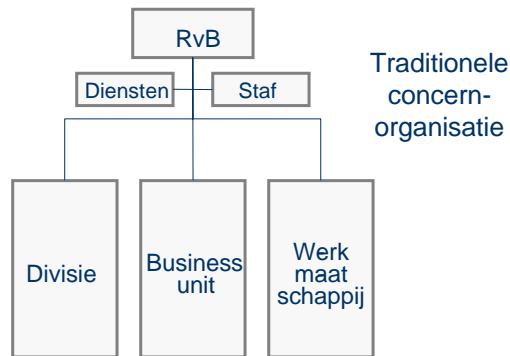 RvB
Traditionele
concern-
organisatie
Diensten
Staf
Divisie
Business
unit
Werk
maat
schappij